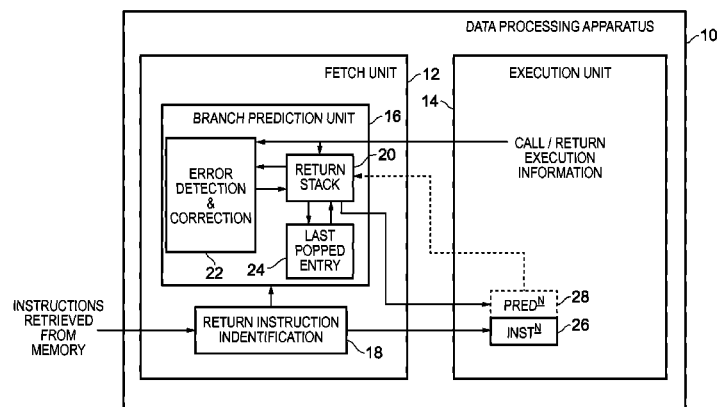 DATA PROCESSING APPARATUS
10
FETCH UNIT
12
EXECUTION UNIT
14
BRANCH PREDICTION UNIT
16
ERROR
DETECTION
&
CORRECTION
22
RETURN
STACK
20
CALL / RETURN
EXECUTION
INFORMATION
LAST
POPPED
ENTRY
24
INSTRUCTIONS
RETRIEVED
FROM
MEMORY
RETURN INSTRUCTION
INDENTIFICATION
18
PREDN
28
INSTN
26